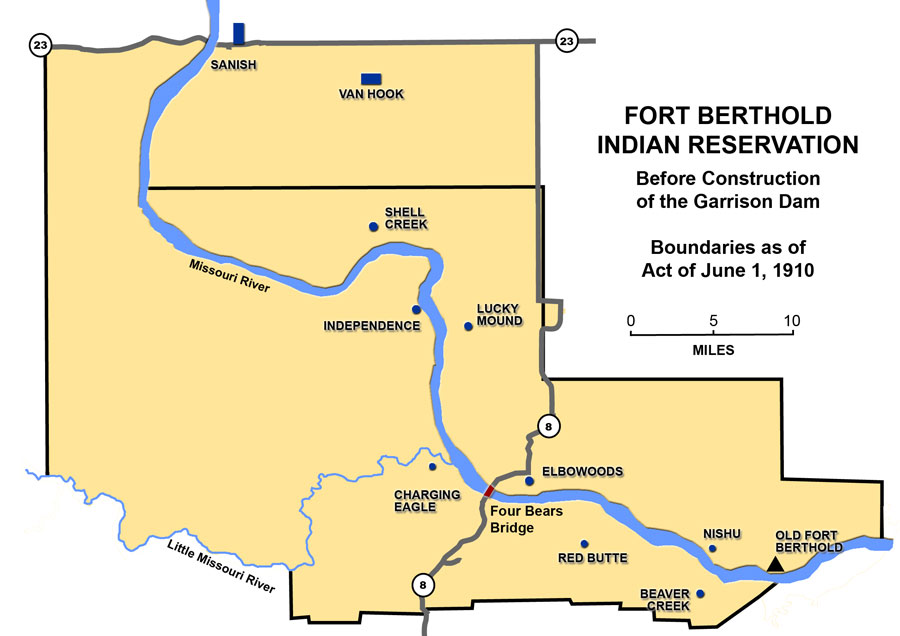 23
23
SANISH
VAN HOOK
FORT BERTHOLD
INDIAN RESERVATION
Before Construction
of the Garrison Dam
Boundaries as of
Act of June 1, 1910
0 5 10
MILES
SHELL
CREEK
Missouri River
INDEPENDENCE
LUCKY
MOUND
8
ELBOWOODS
CHARGING
EAGLE
Four Bears
Bridge
NISHU
OLD FORT
BERTHOLD
RED BUTTE
Little Missouri River
8
BEAVER
CREEK